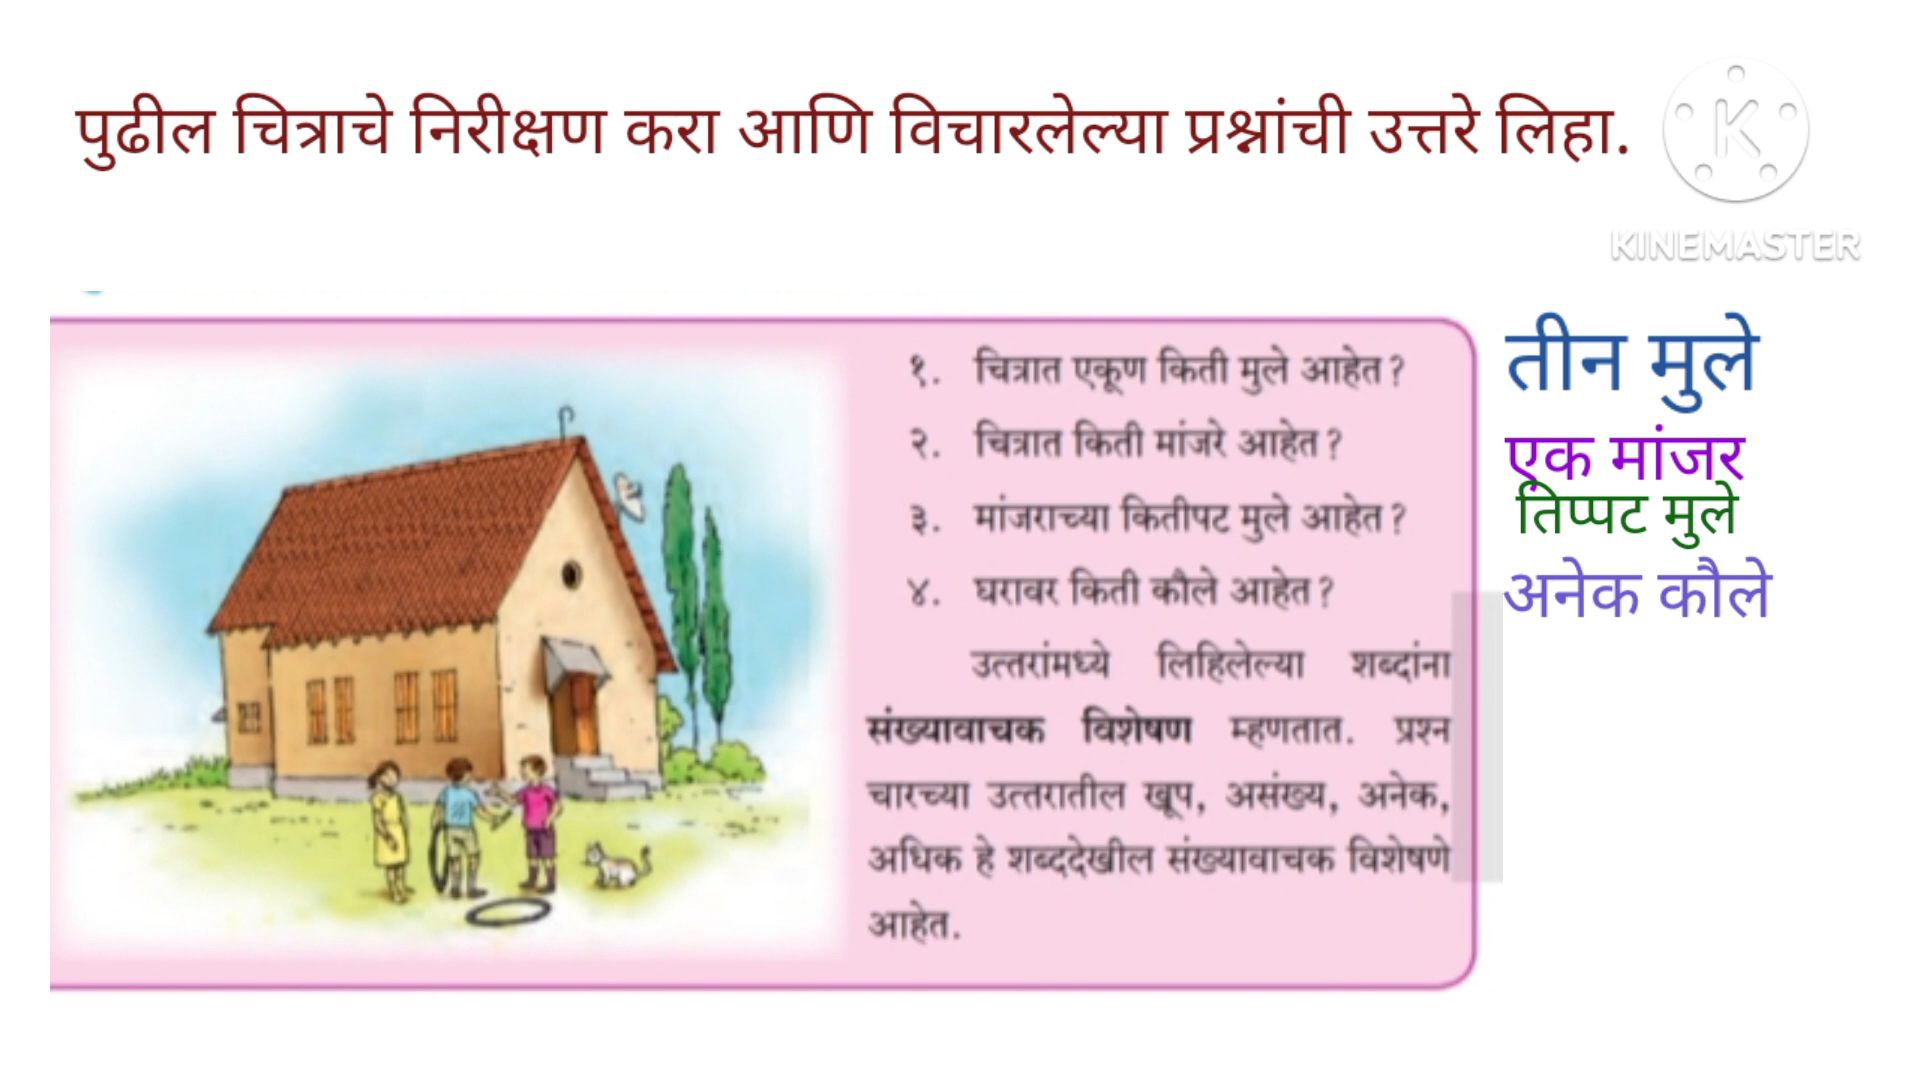 पुढील चित्राचे निरीक्षण करा आणि विचारलेल्या प्रश्नांची उत्तरे लिहा.
KINEMASTER
१. चित्रात एकूण किती मुले आहेत?
तीन मुले
२. चित्रात किती मांजरे आहेत?
एक मांजर
३. मांजराच्या कितीपट मुले आहेत?
तिप्पट मुले
४. घरावर किती कौले आहेत?
अनेक कौले
उत्तरांमध्ये लिहिलेल्या शब्दांना
संख्यावाचक विशेषण म्हणतात. प्रश्न
चारच्या उत्तरातील खूप, असंख्य, अनेक,
अधिक हे शब्ददेखील संख्यावाचक विशेषणे
आहेत.